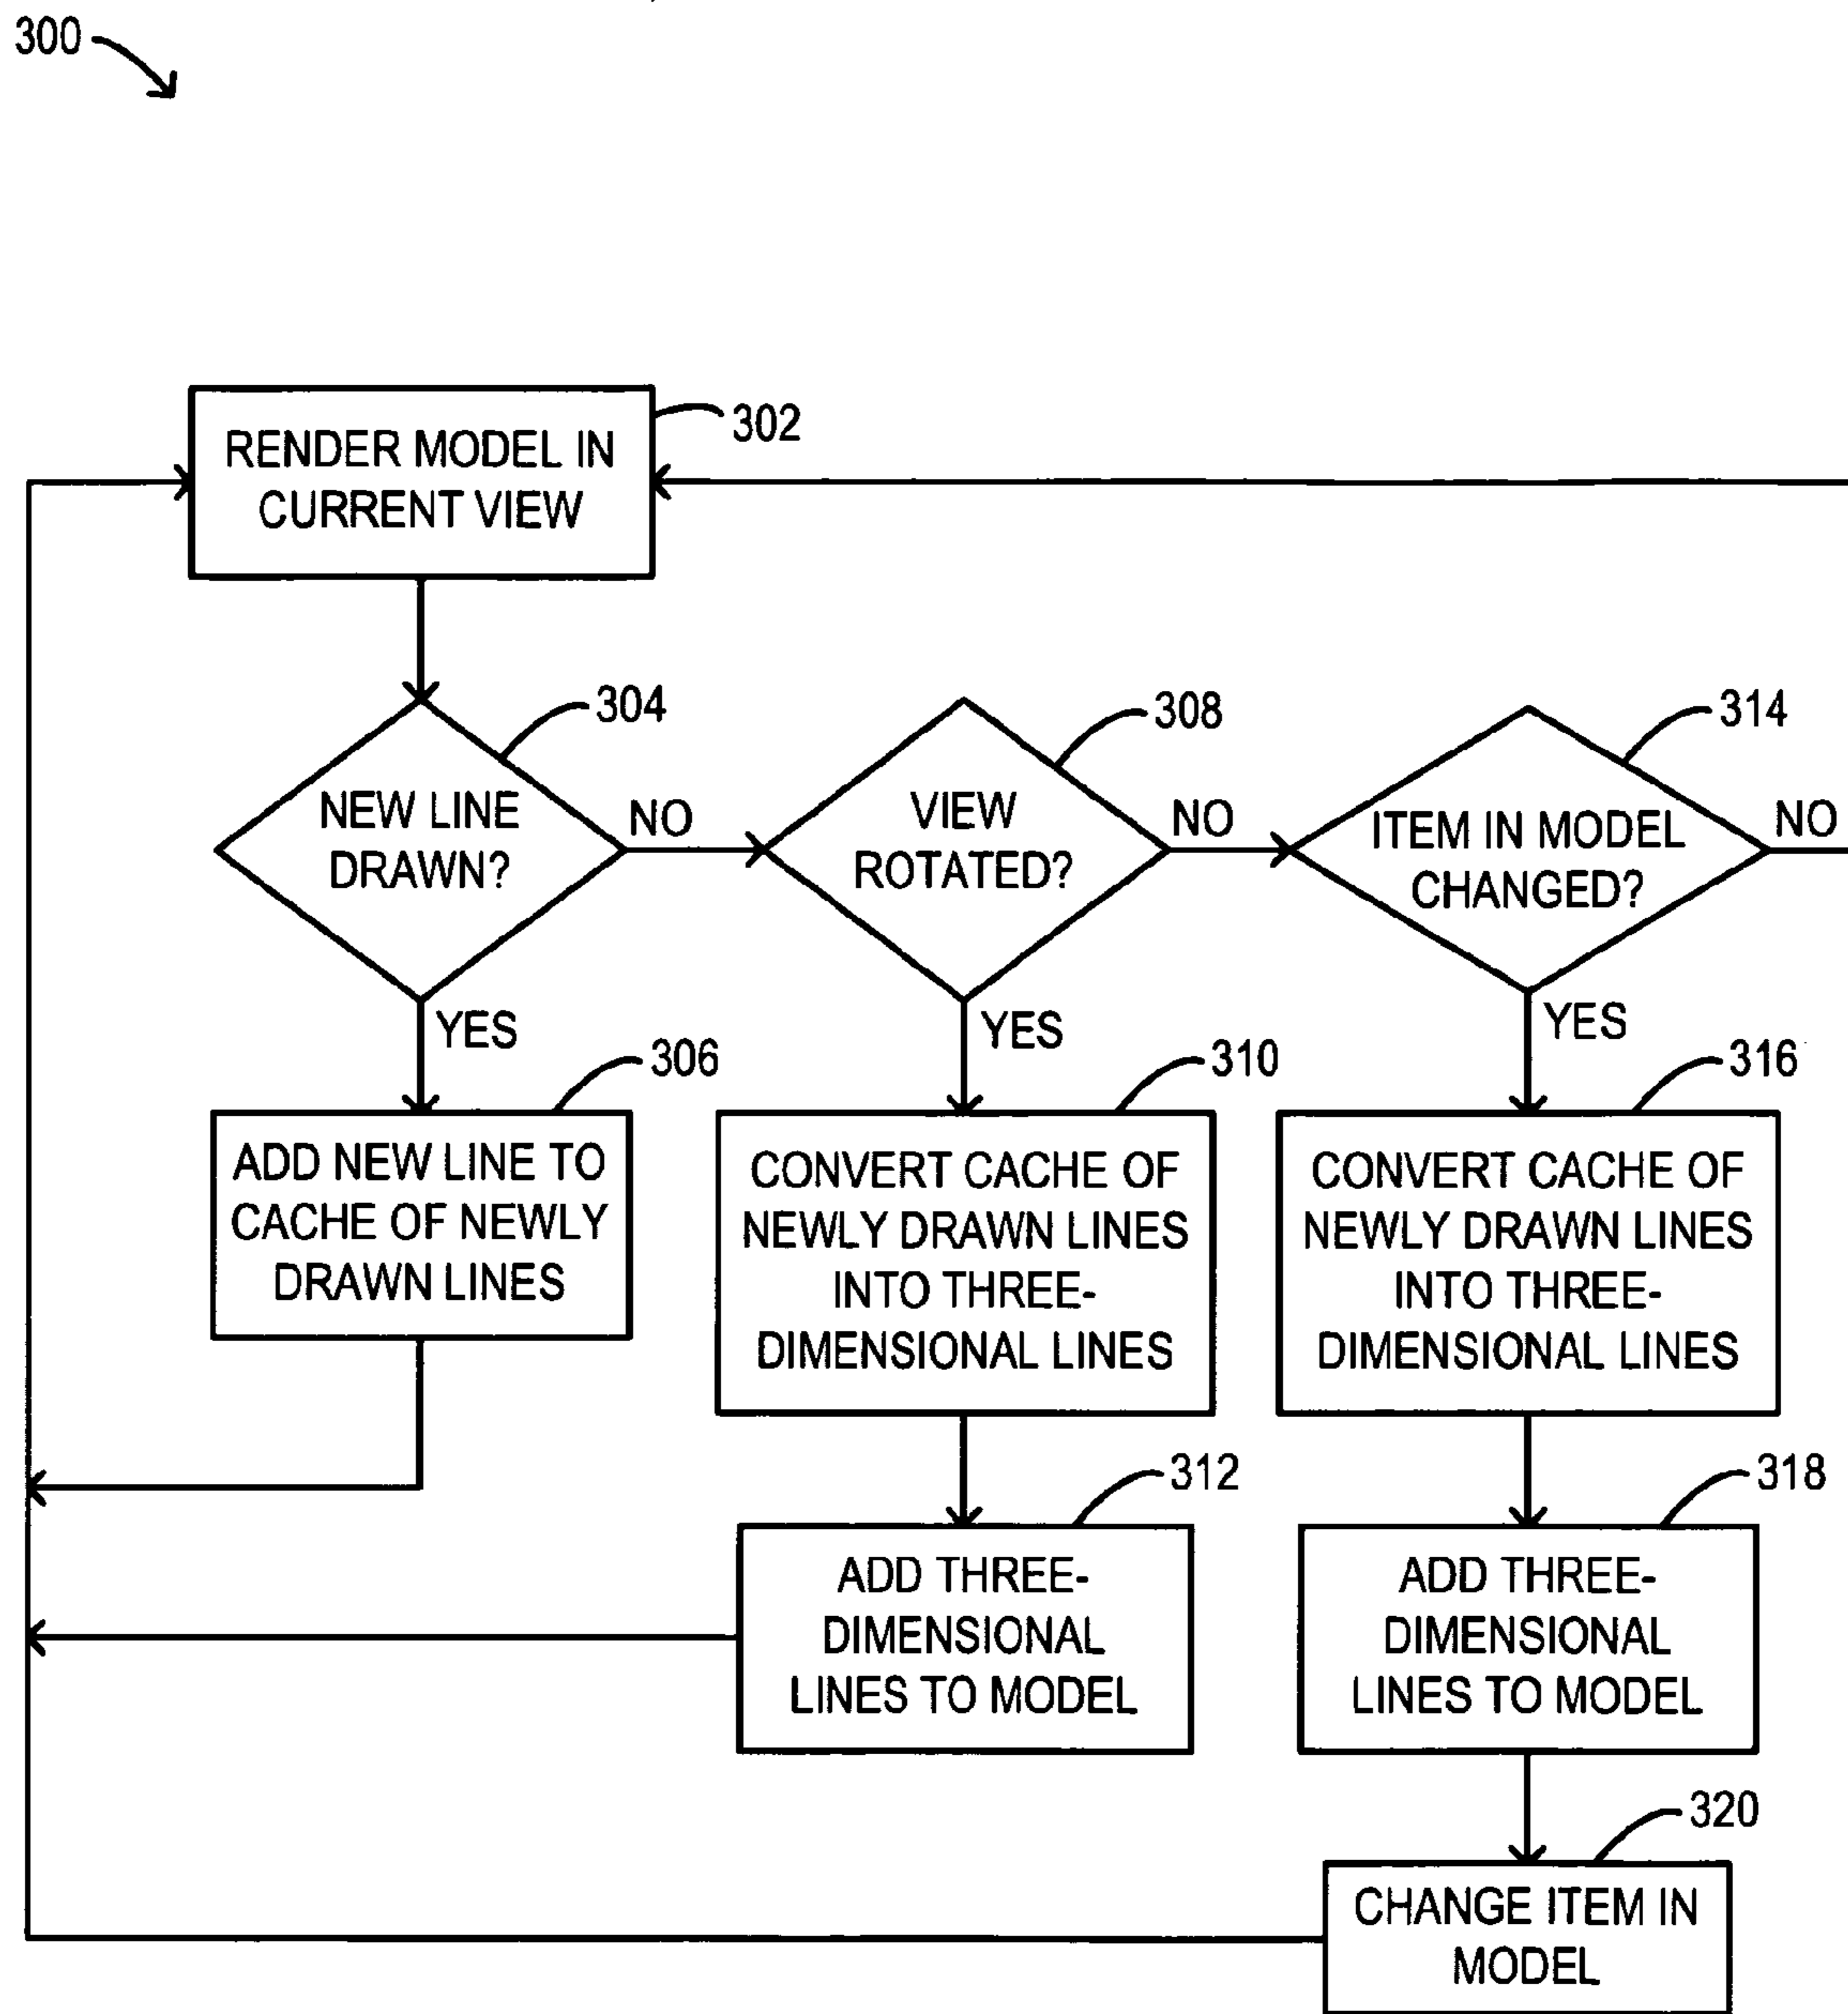 300
RENDER MODEL IN
CURRENT VIEW
302
NEW LINE
DRAWN?
304
NO
YES
VIEW
ROTATED?
308
NO
YES
ITEM IN MODEL
CHANGED?
314
NO
YES
306
ADD NEW LINE TO
CACHE OF NEWLY
DRAWN LINES
310
CONVERT CACHE OF
NEWLY DRAWN LINES
INTO THREE-
DIMENSIONAL LINES
316
CONVERT CACHE OF
NEWLY DRAWN LINES
INTO THREE-
DIMENSIONAL LINES
312
ADD THREE-
DIMENSIONAL
LINES TO MODEL
318
ADD THREE-
DIMENSIONAL
LINES TO MODEL
320
CHANGE ITEM IN
MODEL